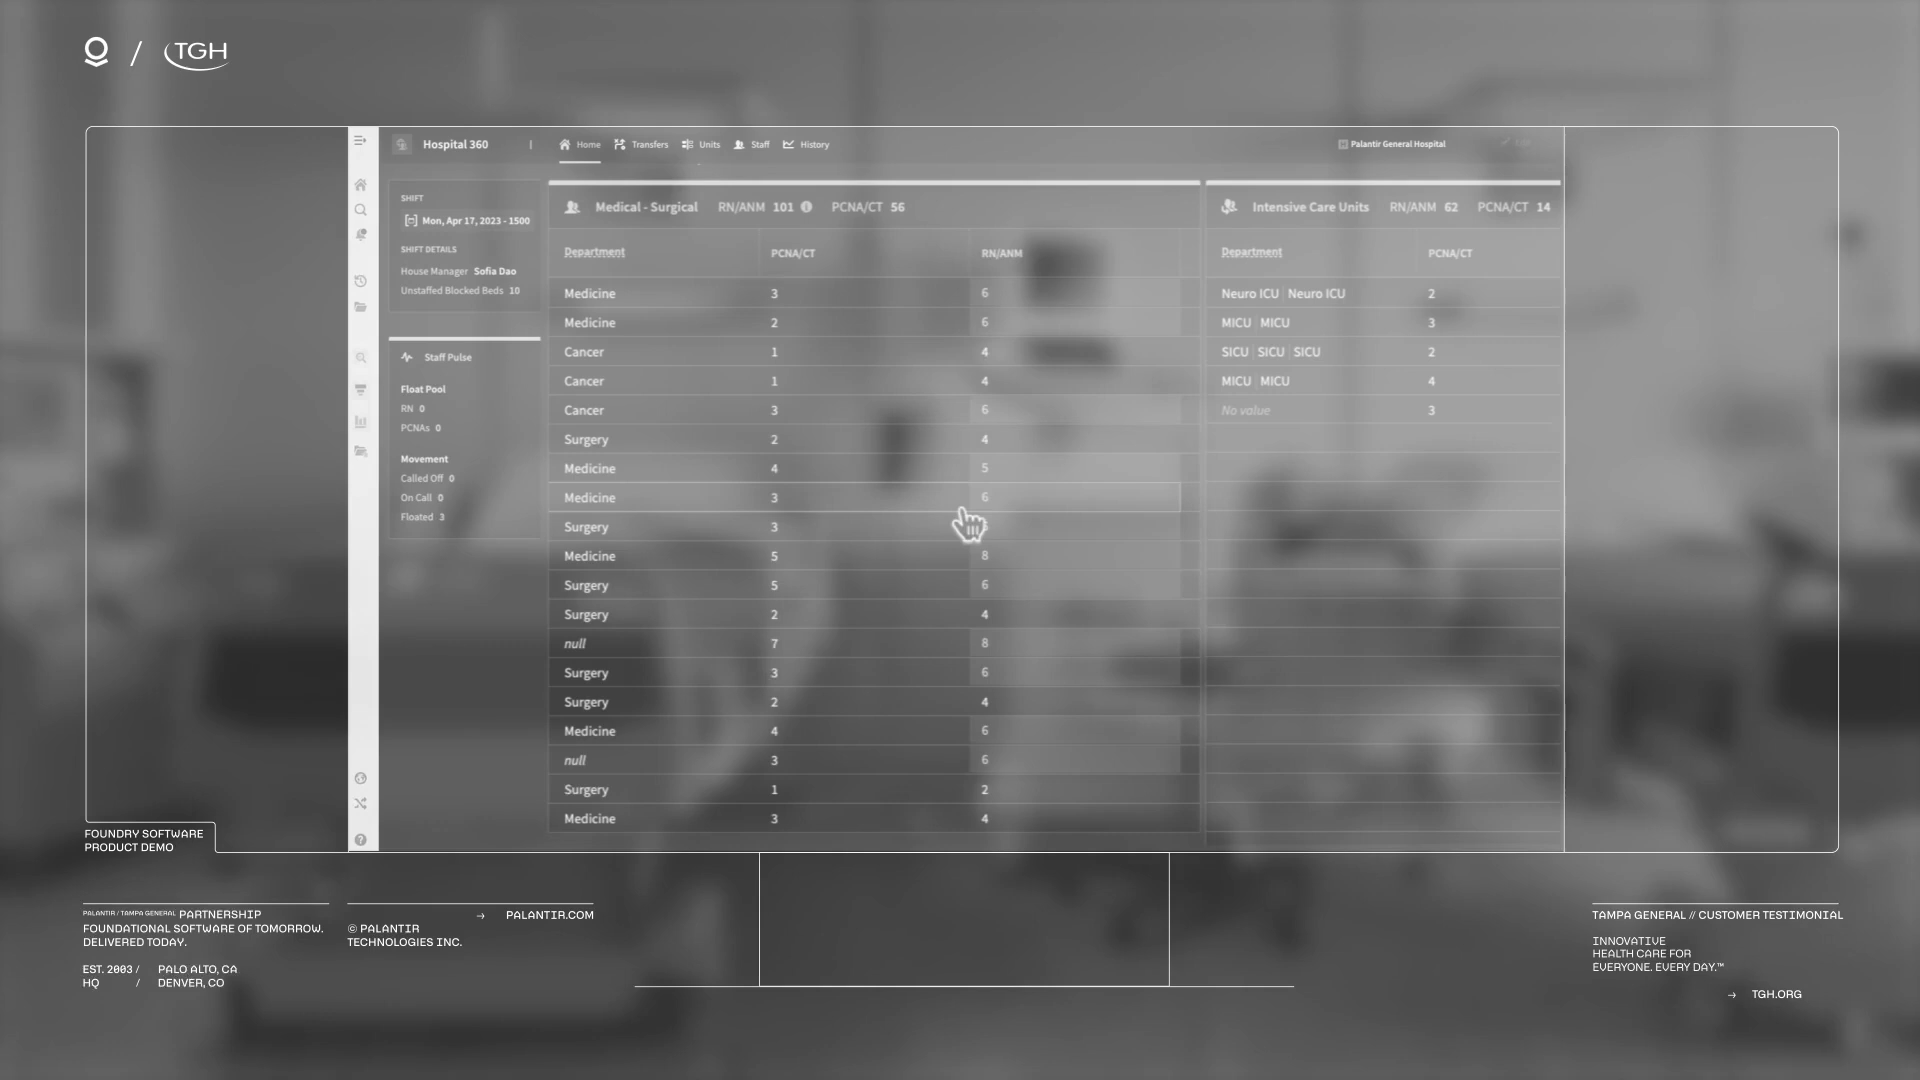 TGH
Hospital 360
Home Transfers Units Staff History
Palantir General Hospital
SHIFT
Mon, Apr 17, 2023 - 1500
SHIFT DETAILS
House Manager Sofia Dao
Unstaffed Blocked Beds 10
Staff Pulse
Float Pool
RN 0
PCNAs 0
Movement
Called Off 0
On Call 0
Floated 3
Medical - Surgical RN/ANM 101 PCNA/CT 56
Department PCNA/CT RN/ANM
Medicine 3 6
Medicine 2 6
Cancer 1 4
Cancer 1 4
Cancer 3 6
Surgery 2 4
Medicine 4 5
Medicine 3 6
Surgery 3
Medicine 5 8
Surgery 5 6
Surgery 2 4
null 7 8
Surgery 3 6
Surgery 2 4
Medicine 4 6
null 3 6
Surgery 1 2
Medicine 3 4
Intensive Care Units RN/ANM 62 PCNA/CT 14
Department PCNA/CT
Neuro ICU Neuro ICU 2
MICU MICU 3
SICU SICU SICU 2
MICU MICU 4
No value 3
FOUNDRY SOFTWARE
PRODUCT DEMO
PALANTIR / TAMPA GENERAL PARTNERSHIP
FOUNDATIONAL SOFTWARE OF TOMORROW.
DELIVERED TODAY.
EST. 2003 / PALO ALTO, CA
HQ / DENVER, CO
→ PALANTIR.COM
© PALANTIR
TECHNOLOGIES INC.
TAMPA GENERAL // CUSTOMER TESTIMONIAL
INNOVATIVE
HEALTH CARE FOR
EVERYONE. EVERY DAY.™
→ TGH.ORG